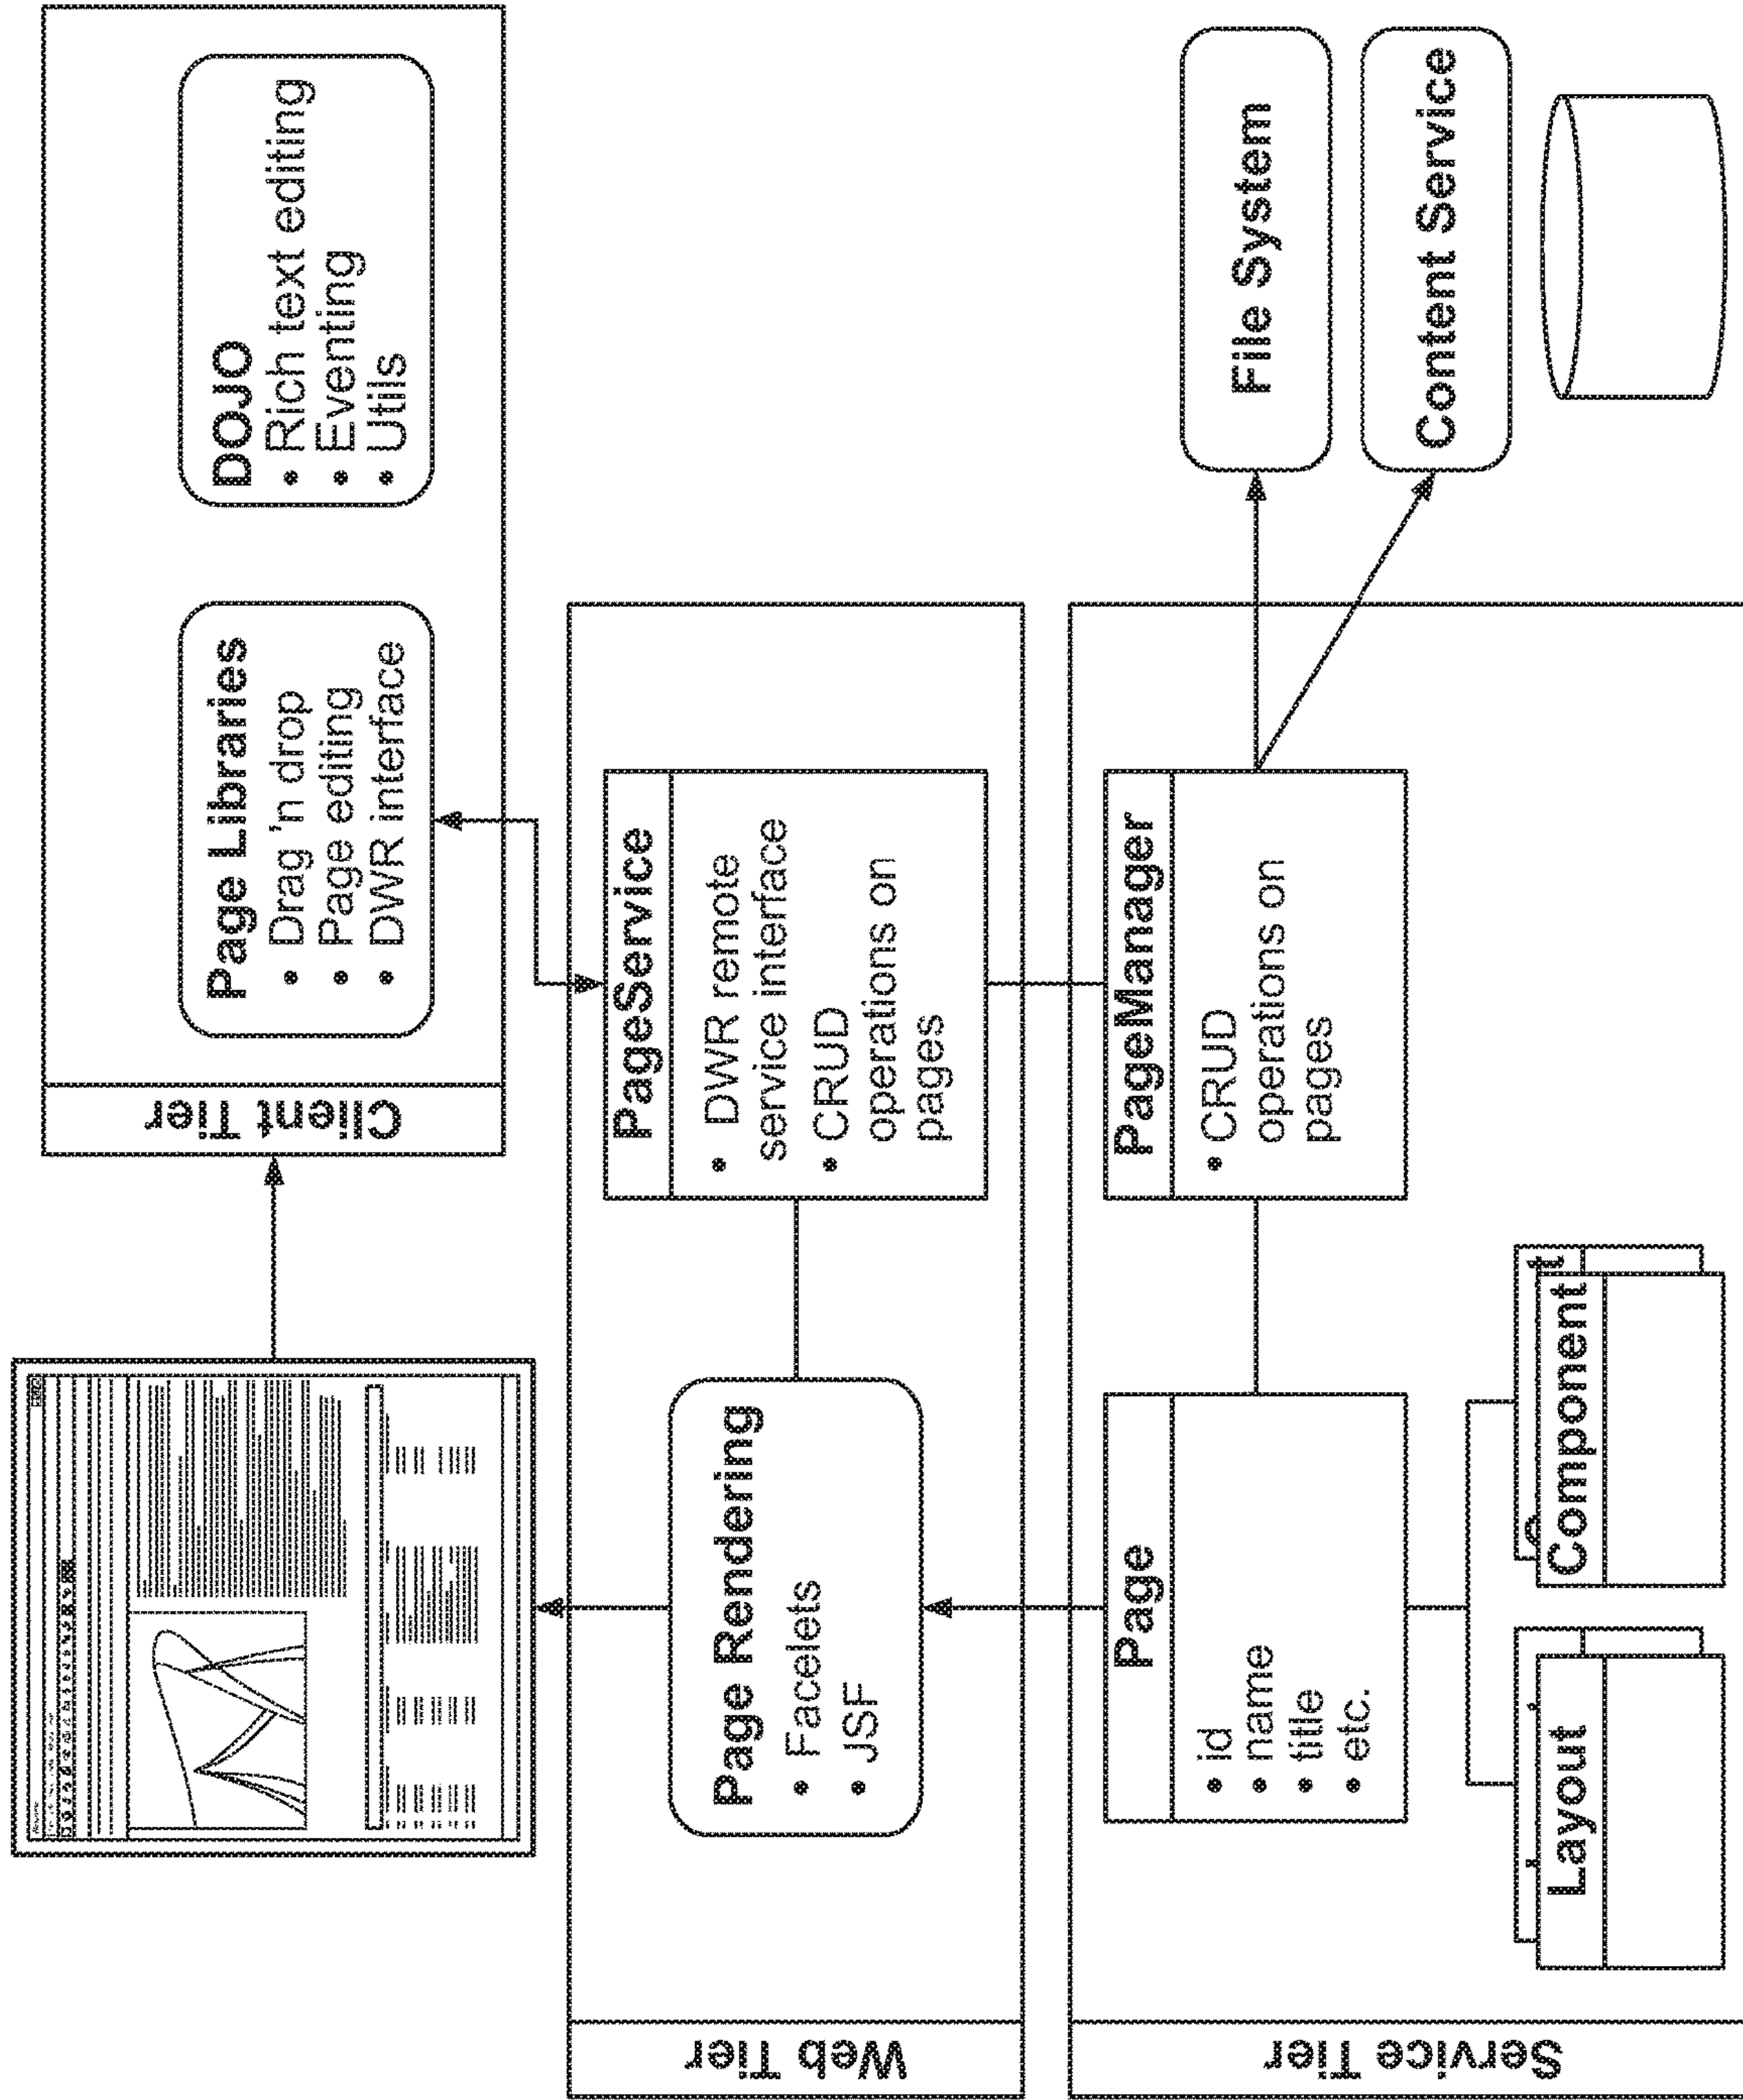 Client Tier
Page Libraries
• Drag 'n drop
• Page editing
• DWR interface
DOJO
• Rich text editing
• Eventing
• Utils
Web Tier
Page Rendering
• Facelets
• JSF
PageService
• DWR remote
service interface
• CRUD
operations on
pages
Service Tier
Page
• id
• name
• title
• etc.
PageManager
• CRUD
operations on
pages
Layout
Component
File System
Content Service